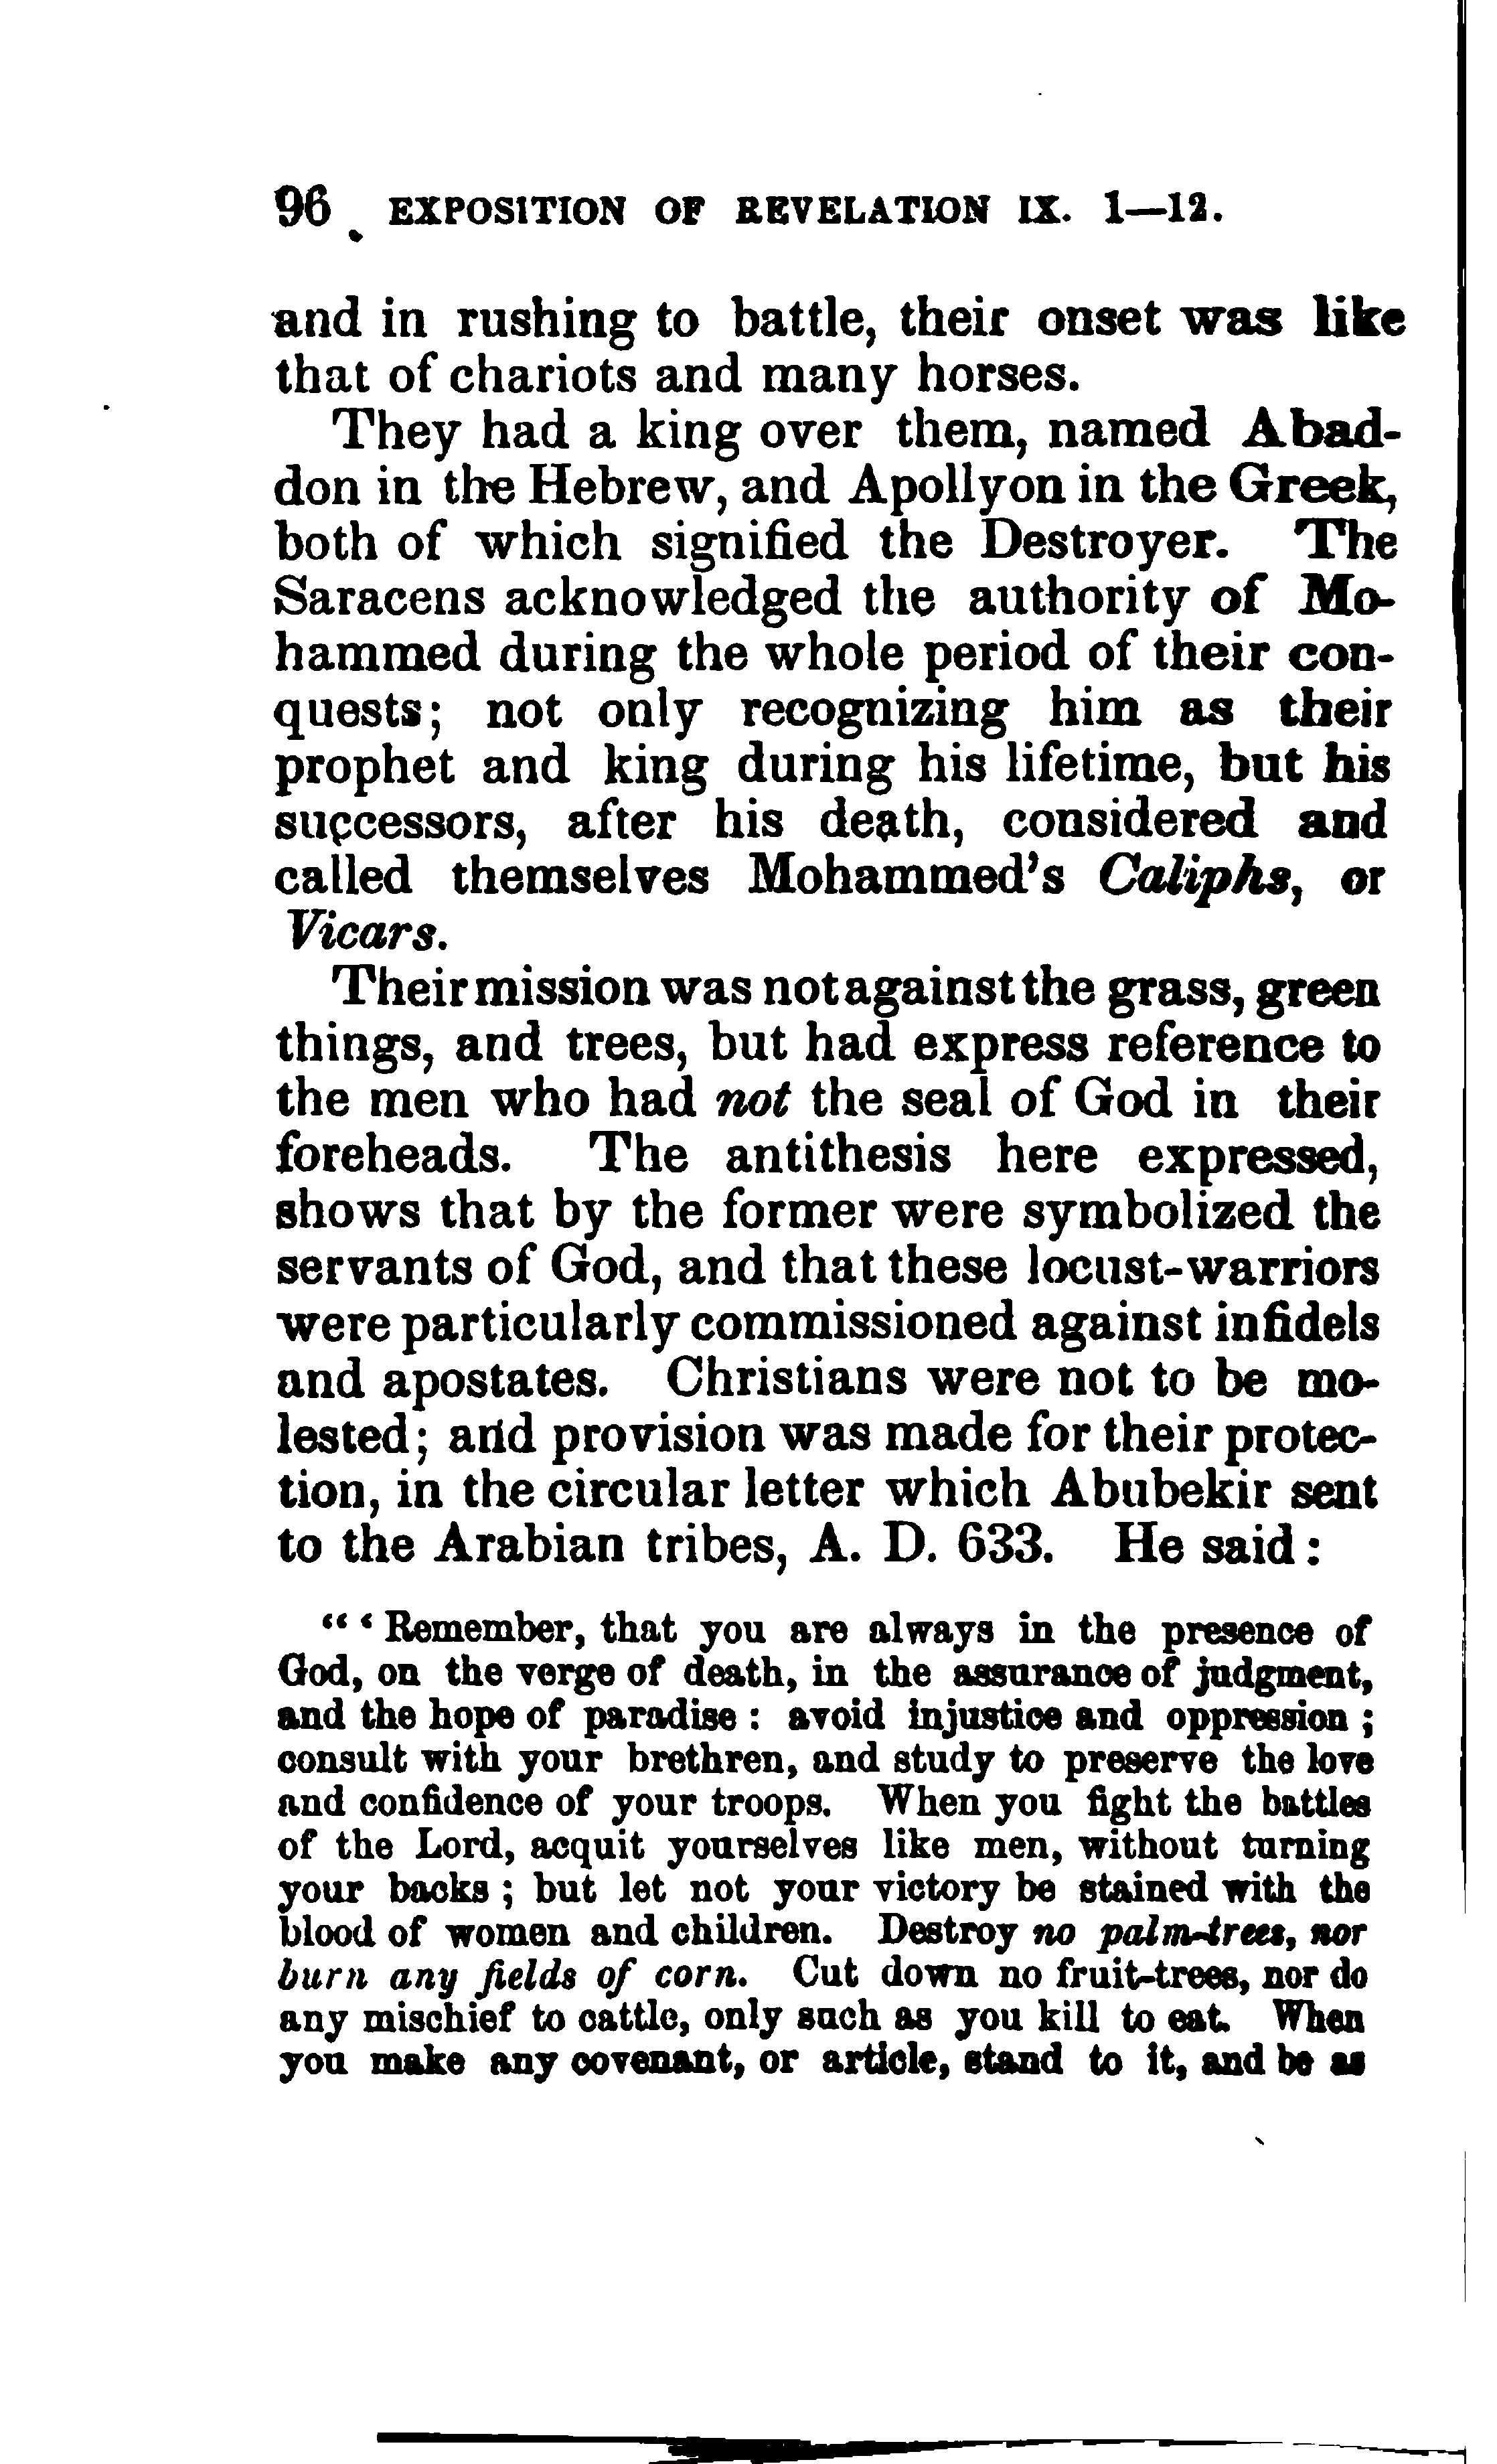 96 EXPOSITION OF REVELATION IX. 1—12.
and in rushing to battle, their onset was like
that of chariots and many horses.
They had a king over them, named Abad-
don in the Hebrew, and Apollyon in the Greek,
both of which signified the Destroyer. The
Saracens acknowledged the authority of Mo-
hammed during the whole period of their con-
quests; not only recognizing him as their
prophet and king during his lifetime, but his
successors, after his death, considered and
called themselves Mohammed's Caliphs, or
Vicars.
Their mission was not against the grass, green
things, and trees, but had express reference to
the men who had not the seal of God in their
foreheads. The antithesis here expressed,
shows that by the former were symbolized the
servants of God, and that these locust-warriors
were particularly commissioned against infidels
and apostates. Christians were not to be mo-
lested; and provision was made for their protec-
tion, in the circular letter which Abubekir sent
to the Arabian tribes, A. D. 633. He said:
"'Remember, that you are always in the presence of
God, on the verge of death, in the assurance of judgment,
and the hope of paradise: avoid injustice and oppression;
consult with your brethren, and study to preserve the love
and confidence of your troops. When you fight the battles
of the Lord, acquit yourselves like men, without turning
your backs; but let not your victory be stained with the
blood of women and children. Destroy no palm-trees, nor
burn any fields of corn. Cut down no fruit-trees, nor do
any mischief to cattle, only such as you kill to eat. When
you make any covenant, or article, stand to it, and be as